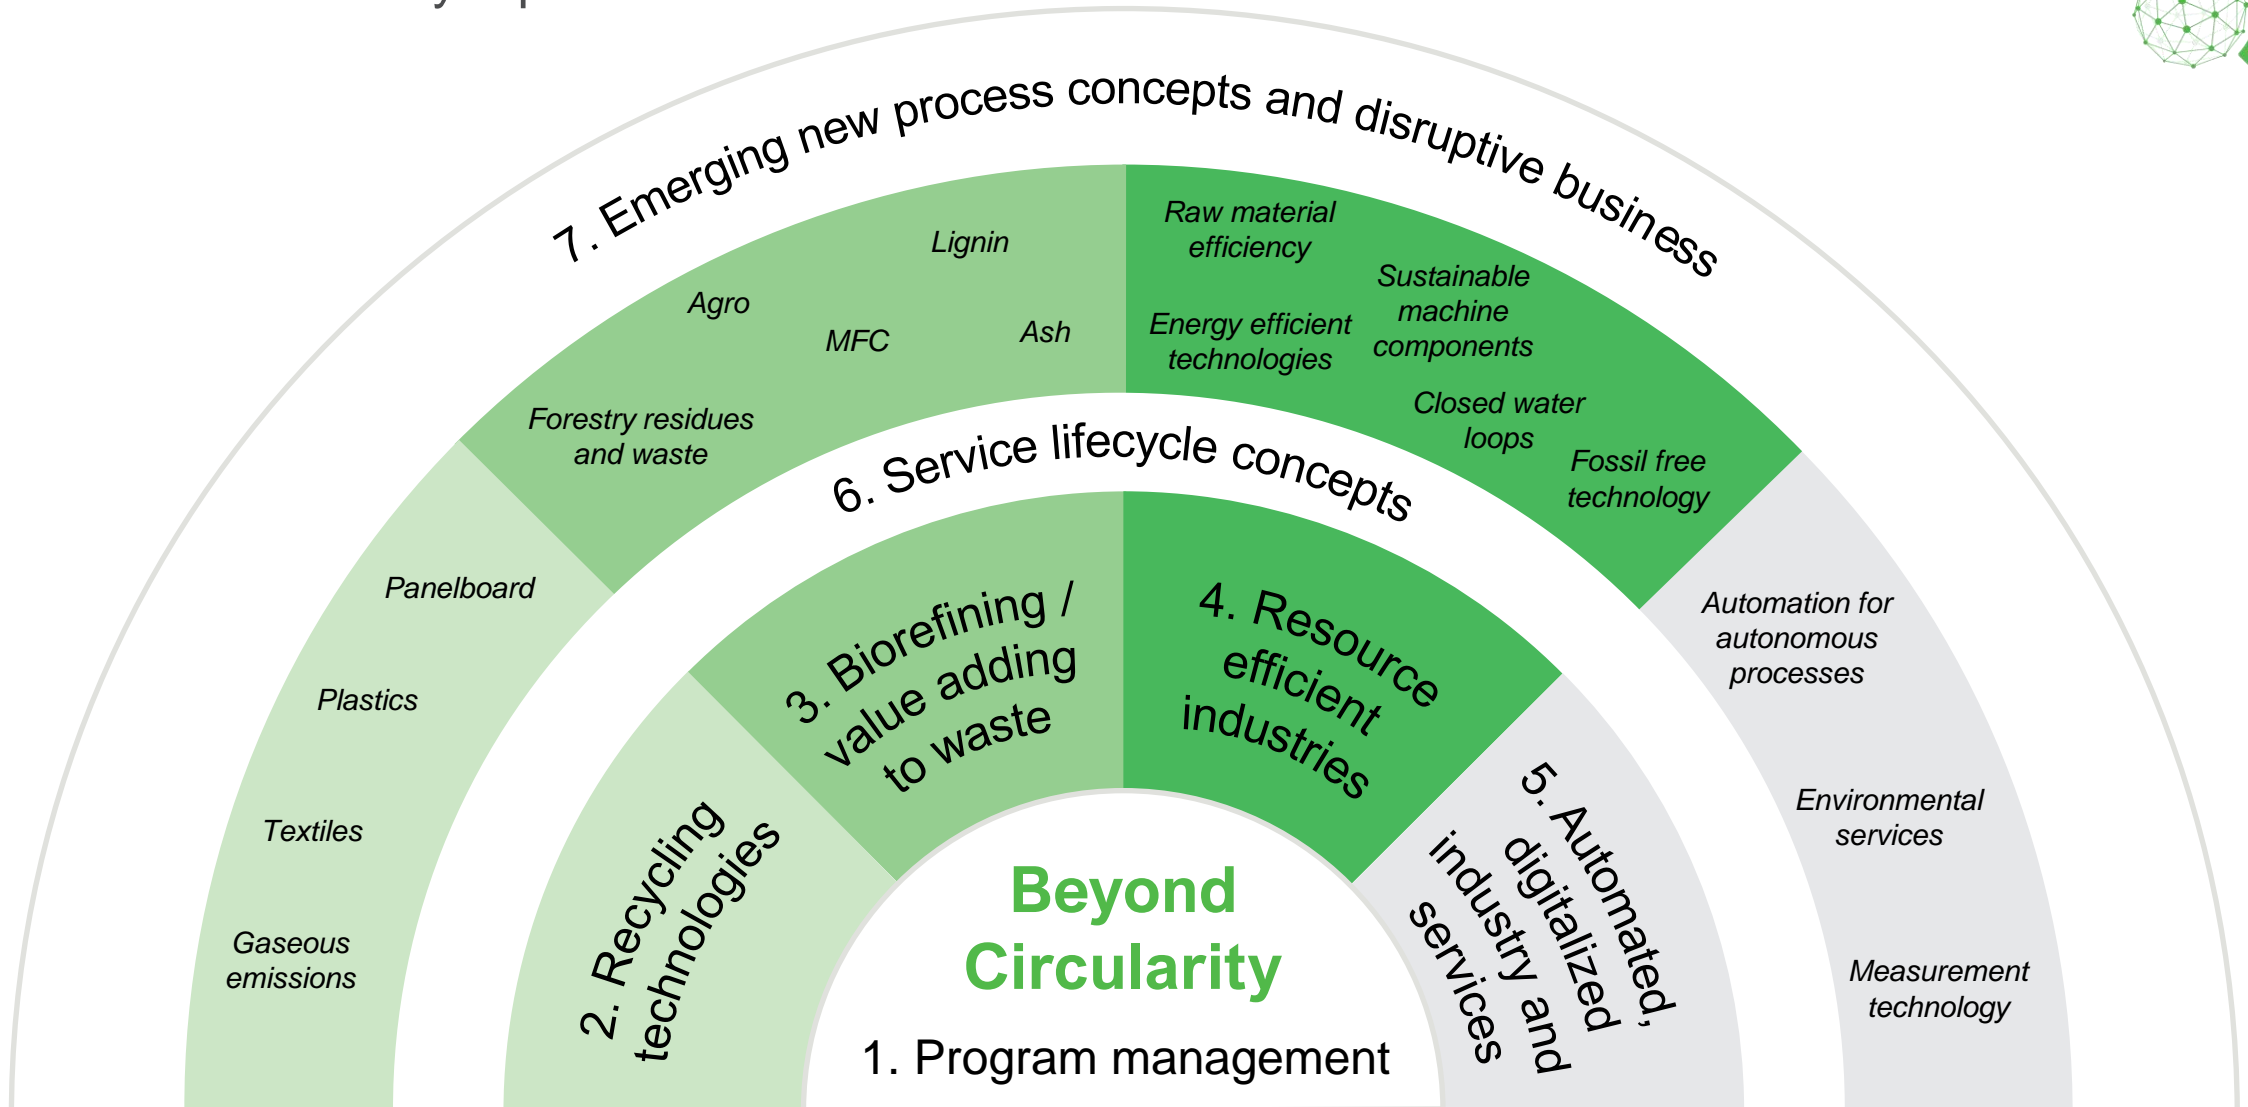 7. Emerging new process concepts and disruptive business
Lignin
Agro
MFC
Ash
Forestry residues
and waste
Raw material
efficiency
Sustainable
machine
components
Energy efficient
technologies
Closed water
loops
Fossil free
technology
6. Service lifecycle concepts
Panelboard
Plastics
Textiles
Gaseous
emissions
Automation for
autonomous
processes
Environmental
services
Measurement
technology
2. Recycling
technologies
3. Biorefining /
value adding
to waste
4. Resource
efficient
industries
5. Automated,
digitalized
industry and
services
Beyond
Circularity
1. Program management